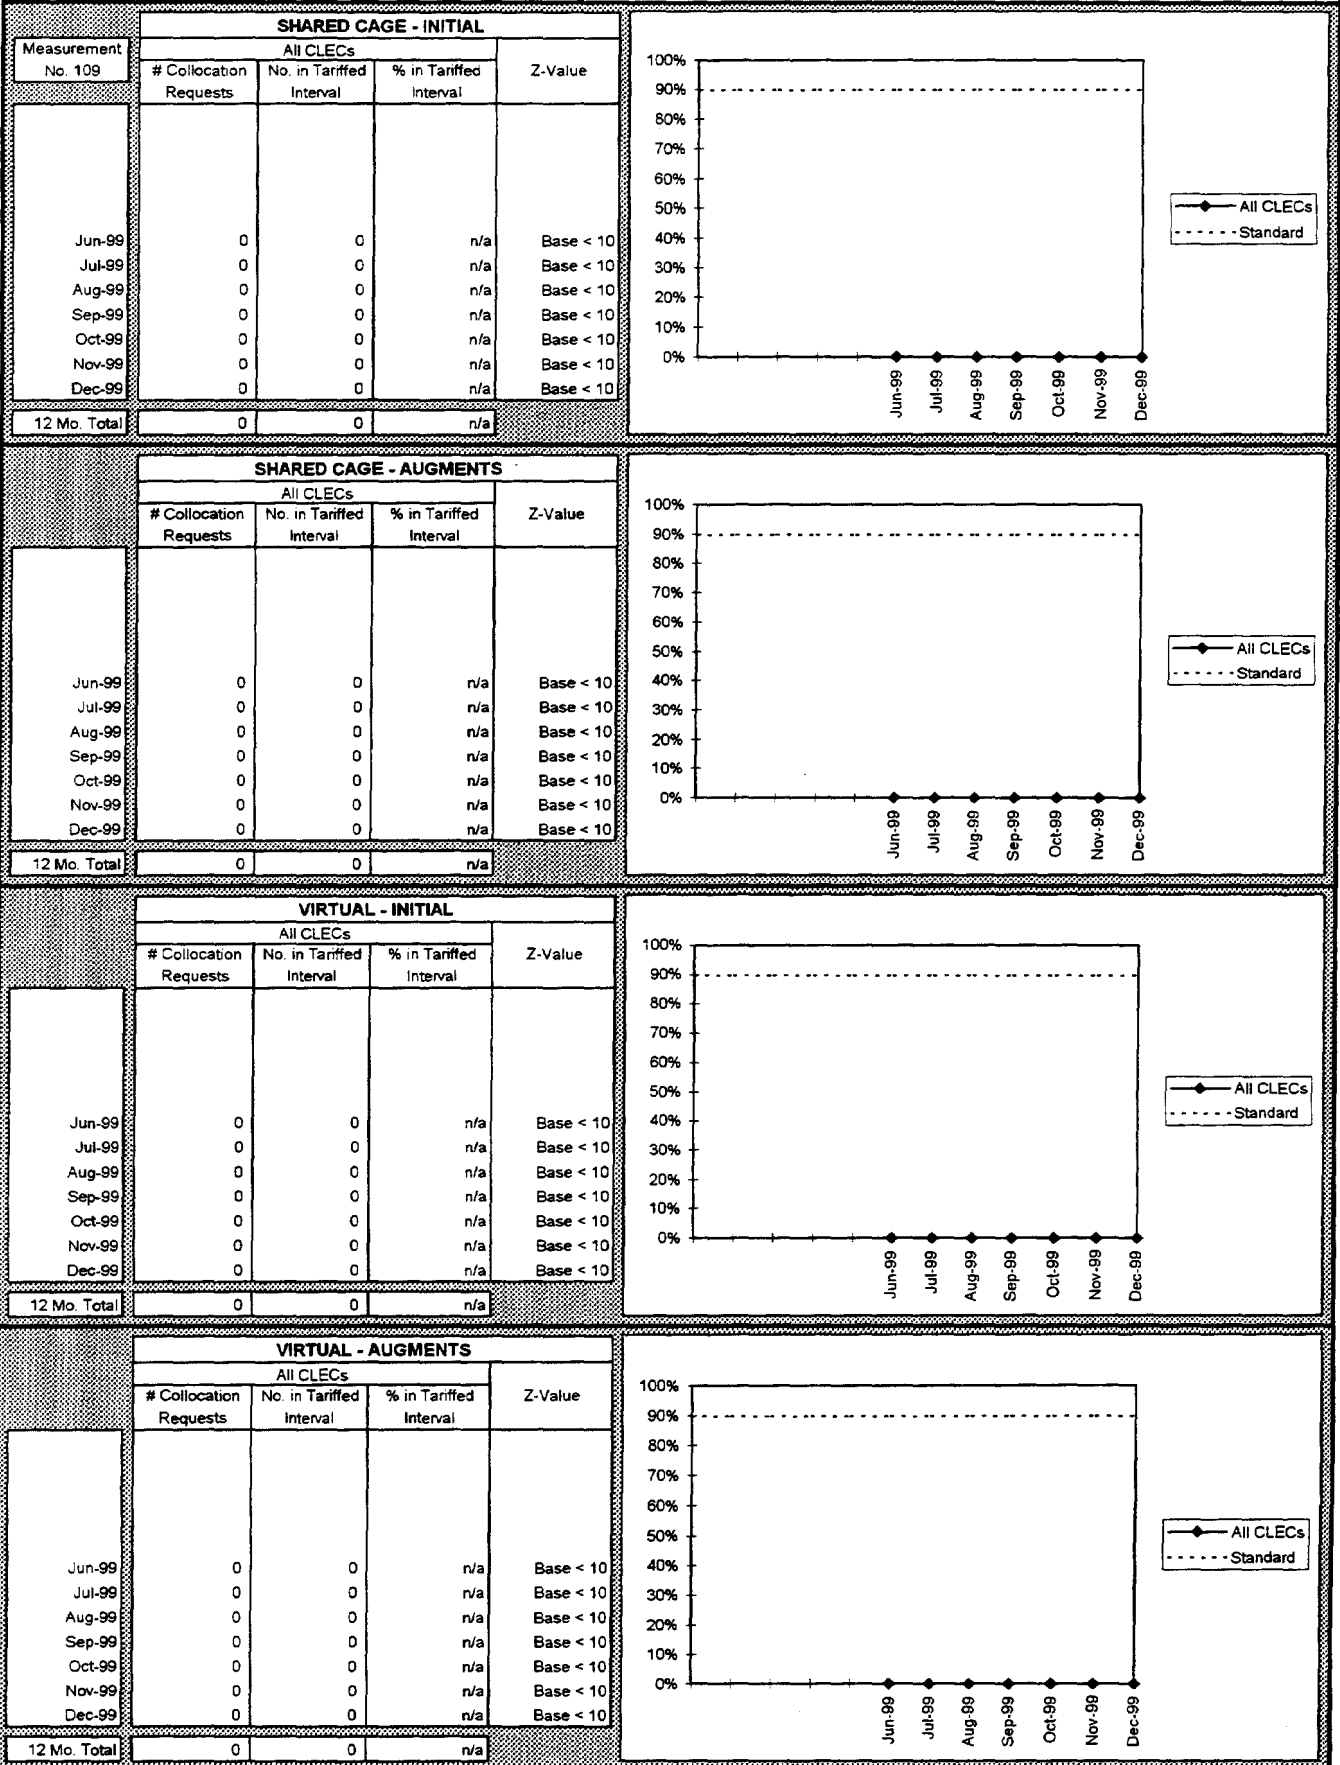 SHARED CAGE - INITIAL
Measurement
No. 109
All CLECs
# Collocation Requests
No. in Tariffed Interval
% in Tariffed Interval
Z-Value
Jun-99 0 0 n/a Base < 10
Jul-99 0 0 n/a Base < 10
Aug-99 0 0 n/a Base < 10
Sep-99 0 0 n/a Base < 10
Oct-99 0 0 n/a Base < 10
Nov-99 0 0 n/a Base < 10
Dec-99 0 0 n/a Base < 10
12 Mo. Total 0 0 n/a
100%
90%
80%
70%
60%
50%
40%
30%
20%
10%
0%
Jun-99 Jul-99 Aug-99 Sep-99 Oct-99 Nov-99 Dec-99
All CLECs
Standard
SHARED CAGE - AUGMENTS
All CLECs
# Collocation Requests
No. in Tariffed Interval
% in Tariffed Interval
Z-Value
Jun-99 0 0 n/a Base < 10
Jul-99 0 0 n/a Base < 10
Aug-99 0 0 n/a Base < 10
Sep-99 0 0 n/a Base < 10
Oct-99 0 0 n/a Base < 10
Nov-99 0 0 n/a Base < 10
Dec-99 0 0 n/a Base < 10
12 Mo. Total 0 0 n/a
100%
90%
80%
70%
60%
50%
40%
30%
20%
10%
0%
Jun-99 Jul-99 Aug-99 Sep-99 Oct-99 Nov-99 Dec-99
All CLECs
Standard
VIRTUAL - INITIAL
All CLECs
# Collocation Requests
No. in Tariffed Interval
% in Tariffed Interval
Z-Value
Jun-99 0 0 n/a Base < 10
Jul-99 0 0 n/a Base < 10
Aug-99 0 0 n/a Base < 10
Sep-99 0 0 n/a Base < 10
Oct-99 0 0 n/a Base < 10
Nov-99 0 0 n/a Base < 10
Dec-99 0 0 n/a Base < 10
12 Mo. Total 0 0 n/a
100%
90%
80%
70%
60%
50%
40%
30%
20%
10%
0%
Jun-99 Jul-99 Aug-99 Sep-99 Oct-99 Nov-99 Dec-99
All CLECs
Standard
VIRTUAL - AUGMENTS
All CLECs
# Collocation Requests
No. in Tariffed Interval
% in Tariffed Interval
Z-Value
Jun-99 0 0 n/a Base < 10
Jul-99 0 0 n/a Base < 10
Aug-99 0 0 n/a Base < 10
Sep-99 0 0 n/a Base < 10
Oct-99 0 0 n/a Base < 10
Nov-99 0 0 n/a Base < 10
Dec-99 0 0 n/a Base < 10
12 Mo. Total 0 0 n/a
100%
90%
80%
70%
60%
50%
40%
30%
20%
10%
0%
Jun-99 Jul-99 Aug-99 Sep-99 Oct-99 Nov-99 Dec-99
All CLECs
Standard